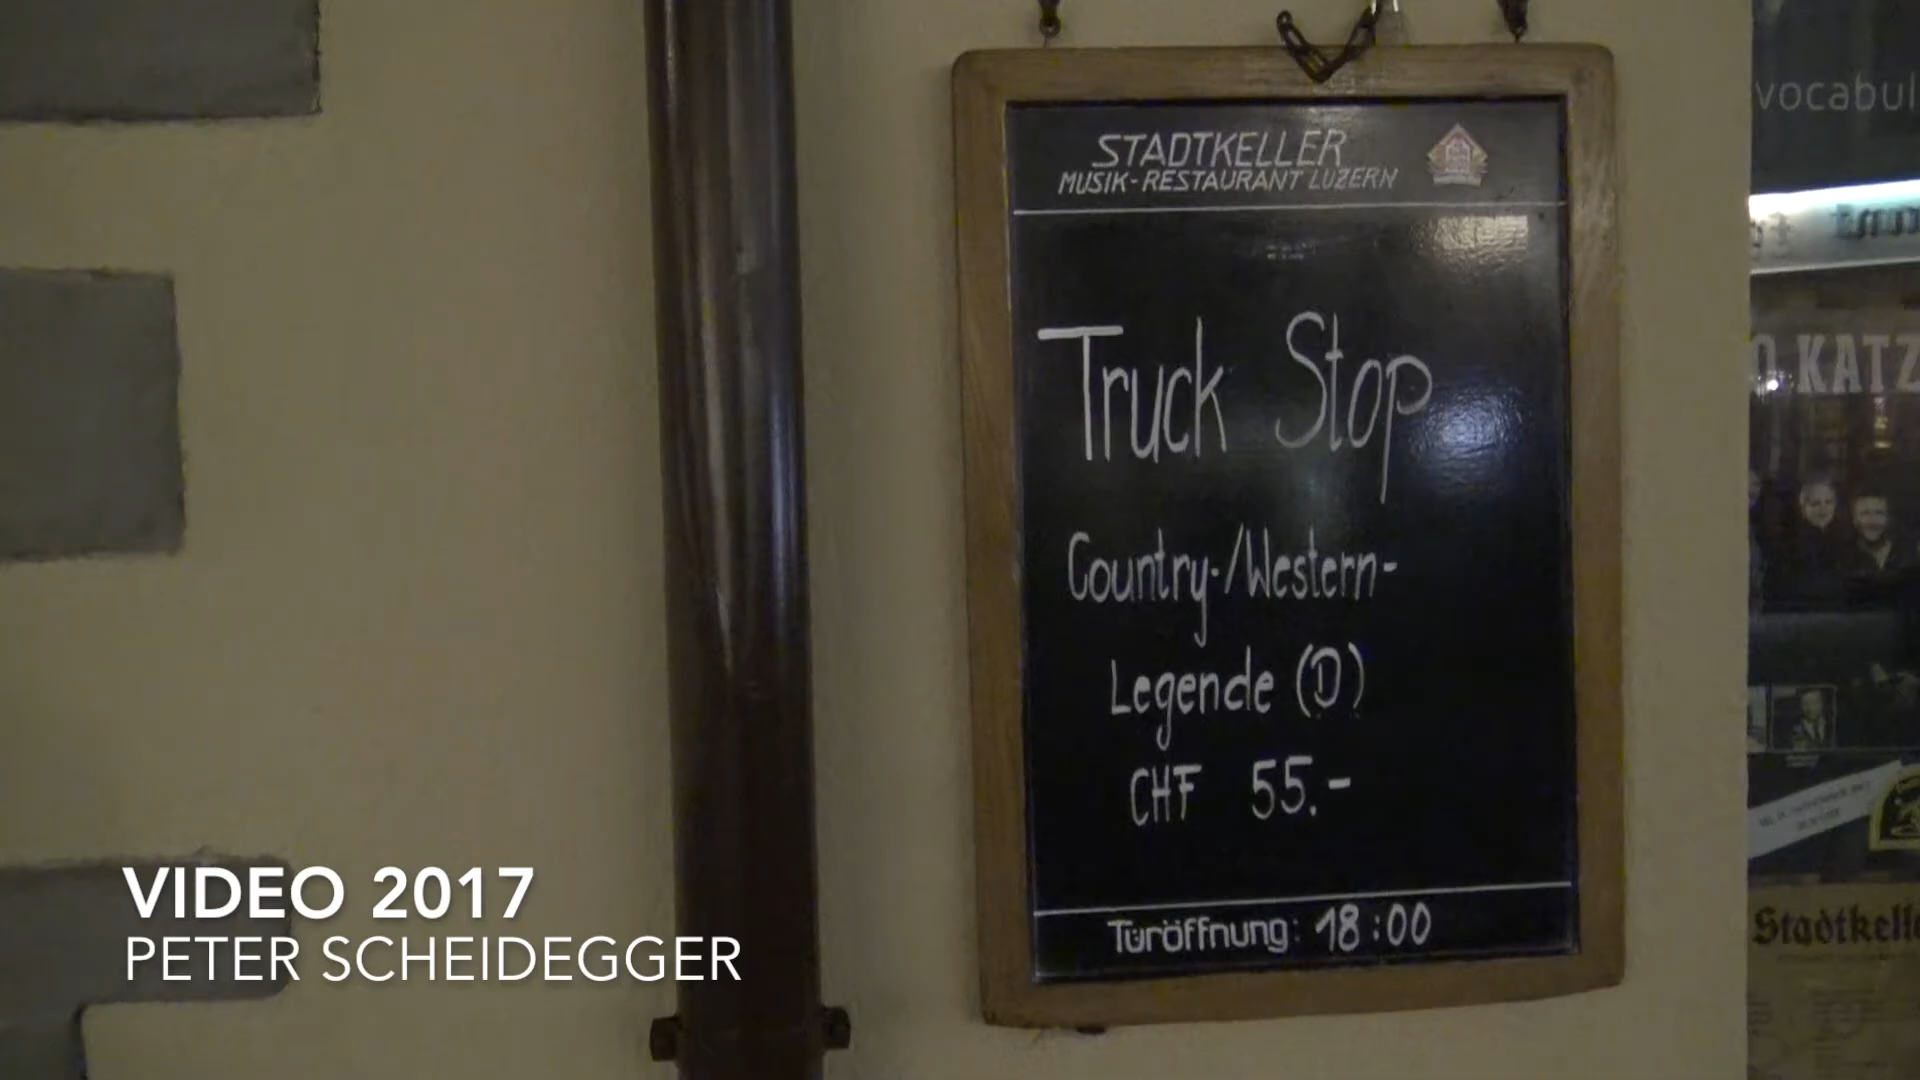 STADTKELLER
MUSIK-RESTAURANT LUZERN
Truck Stop
Country-/Western-
Legende (D)
CHF 55.-
Türöffnung: 18:00
VIDEO 2017
PETER SCHEIDEGGER
vocabul
KATZ
Stadtkelle